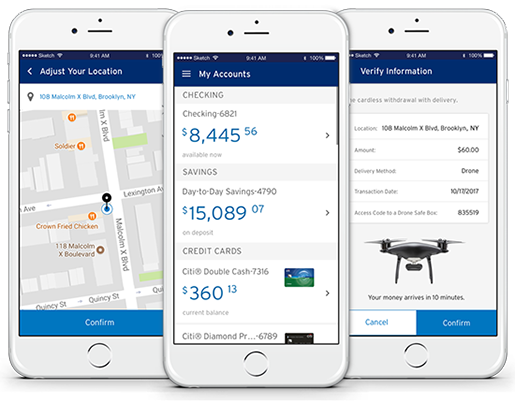 Sketch 9:41 AM
Adjust Your Location
108 Malcolm X Blvd, Brooklyn, NY
Soldier
Malcolm X Blvd
Lexington Ave
Ave
Crown Fried Chicken
Malcolm X Blvd
118 Malcolm
X Boulevard
Quincy St
Quincy St
Confirm
Sketch 9:41 AM 100%
My Accounts
CHECKING
Checking-6821
$8,445 56
available now
SAVINGS
Day-to-Day Savings-4790
$15,089 07
on deposit
CREDIT CARDS
Citi® Double Cash-7316
$360 13
current balance
Citi® Diamond Pr...-6789
9:41 AM 100%
Verify Information
e cardless withdrawal with delivery.
Location: 108 Malcolm X Blvd, Brooklyn, NY
Amount: $60.00
Delivery Method: Drone
Transaction Date: 10/17/2017
Access Code to a Drone Safe Box: 835519
Your money arrives in 10 minutes.
Cancel Confirm